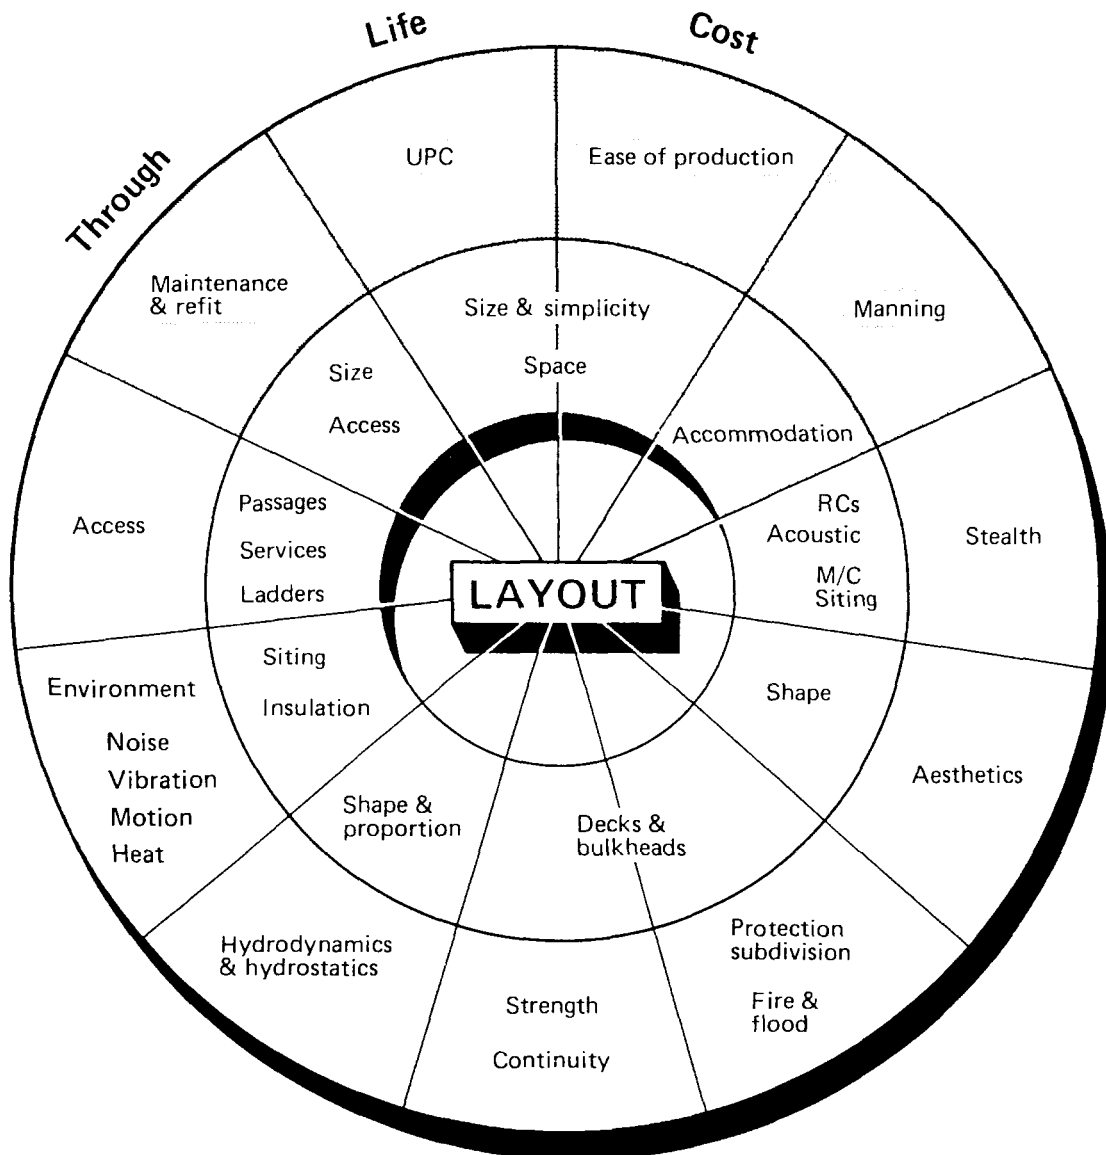 Through
Life
Cost
UPC
Ease of production
Maintenance
& refit
Manning
Size & simplicity
Space
Size
Access
Accommodation
Passages
Services
Ladders
Access
RCs
Acoustic
M/C
Siting
Stealth
LAYOUT
Siting
Insulation
Environment
Noise
Vibration
Motion
Heat
Shape
Aesthetics
Shape &
proportion
Decks &
bulkheads
Hydrodynamics
& hydrostatics
Strength
Continuity
Protection
subdivision
Fire &
flood